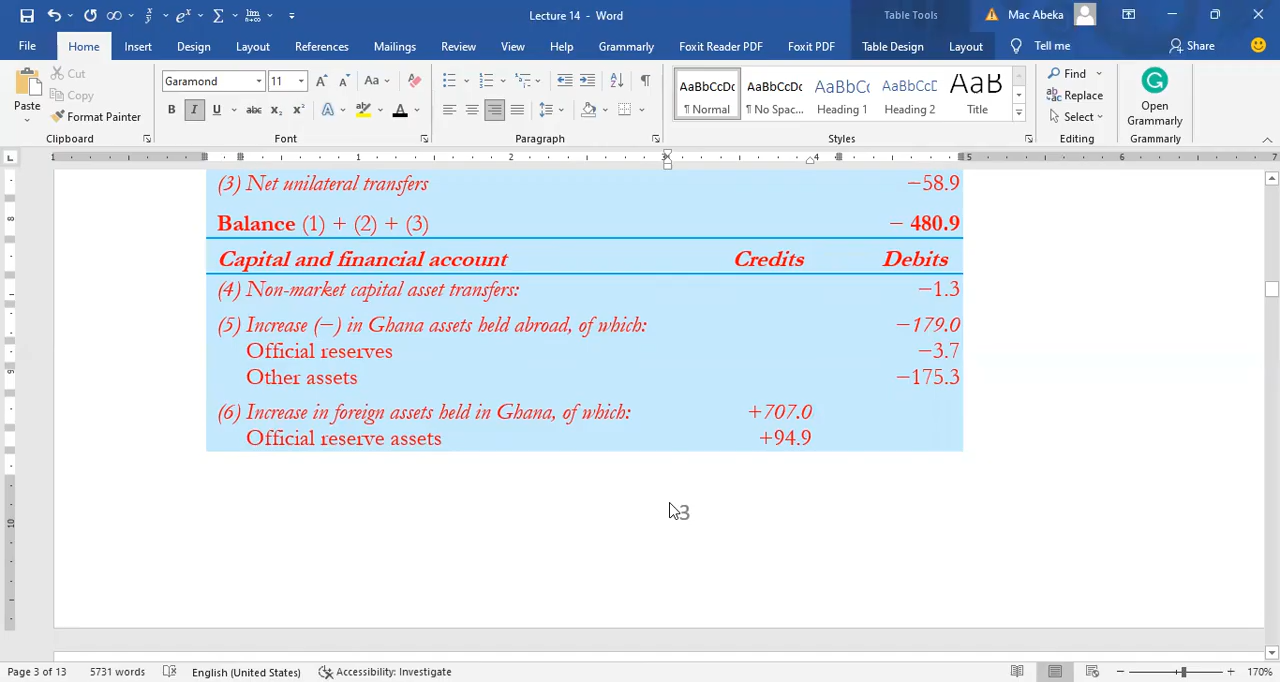 Lecture 14 - Word
Table Tools
Mac Abeka
File Home Insert Design Layout References Mailings Review View Help Grammarly Foxit Reader PDF Foxit PDF Table Design Layout Tell me Share
Paste
Cut
Copy
Format Painter
Clipboard
Garamond 11
Font
Paragraph
AaBbCcDc AaBbCcDc AaBbCc AaBbCcD AaB
¶ Normal ¶ No Spac... Heading 1 Heading 2 Title
Styles
Find
Replace
Select
Editing
Open
Grammarly
Grammarly
(3) Net unilateral transfers −58.9
Balance (1) + (2) + (3) − 480.9
Capital and financial account Credits Debits
(4) Non-market capital asset transfers: −1.3
(5) Increase (−) in Ghana assets held abroad, of which: −179.0
Official reserves −3.7
Other assets −175.3
(6) Increase in foreign assets held in Ghana, of which: +707.0
Official reserve assets +94.9
3
Page 3 of 13 5731 words English (United States) Accessibility: Investigate 170%